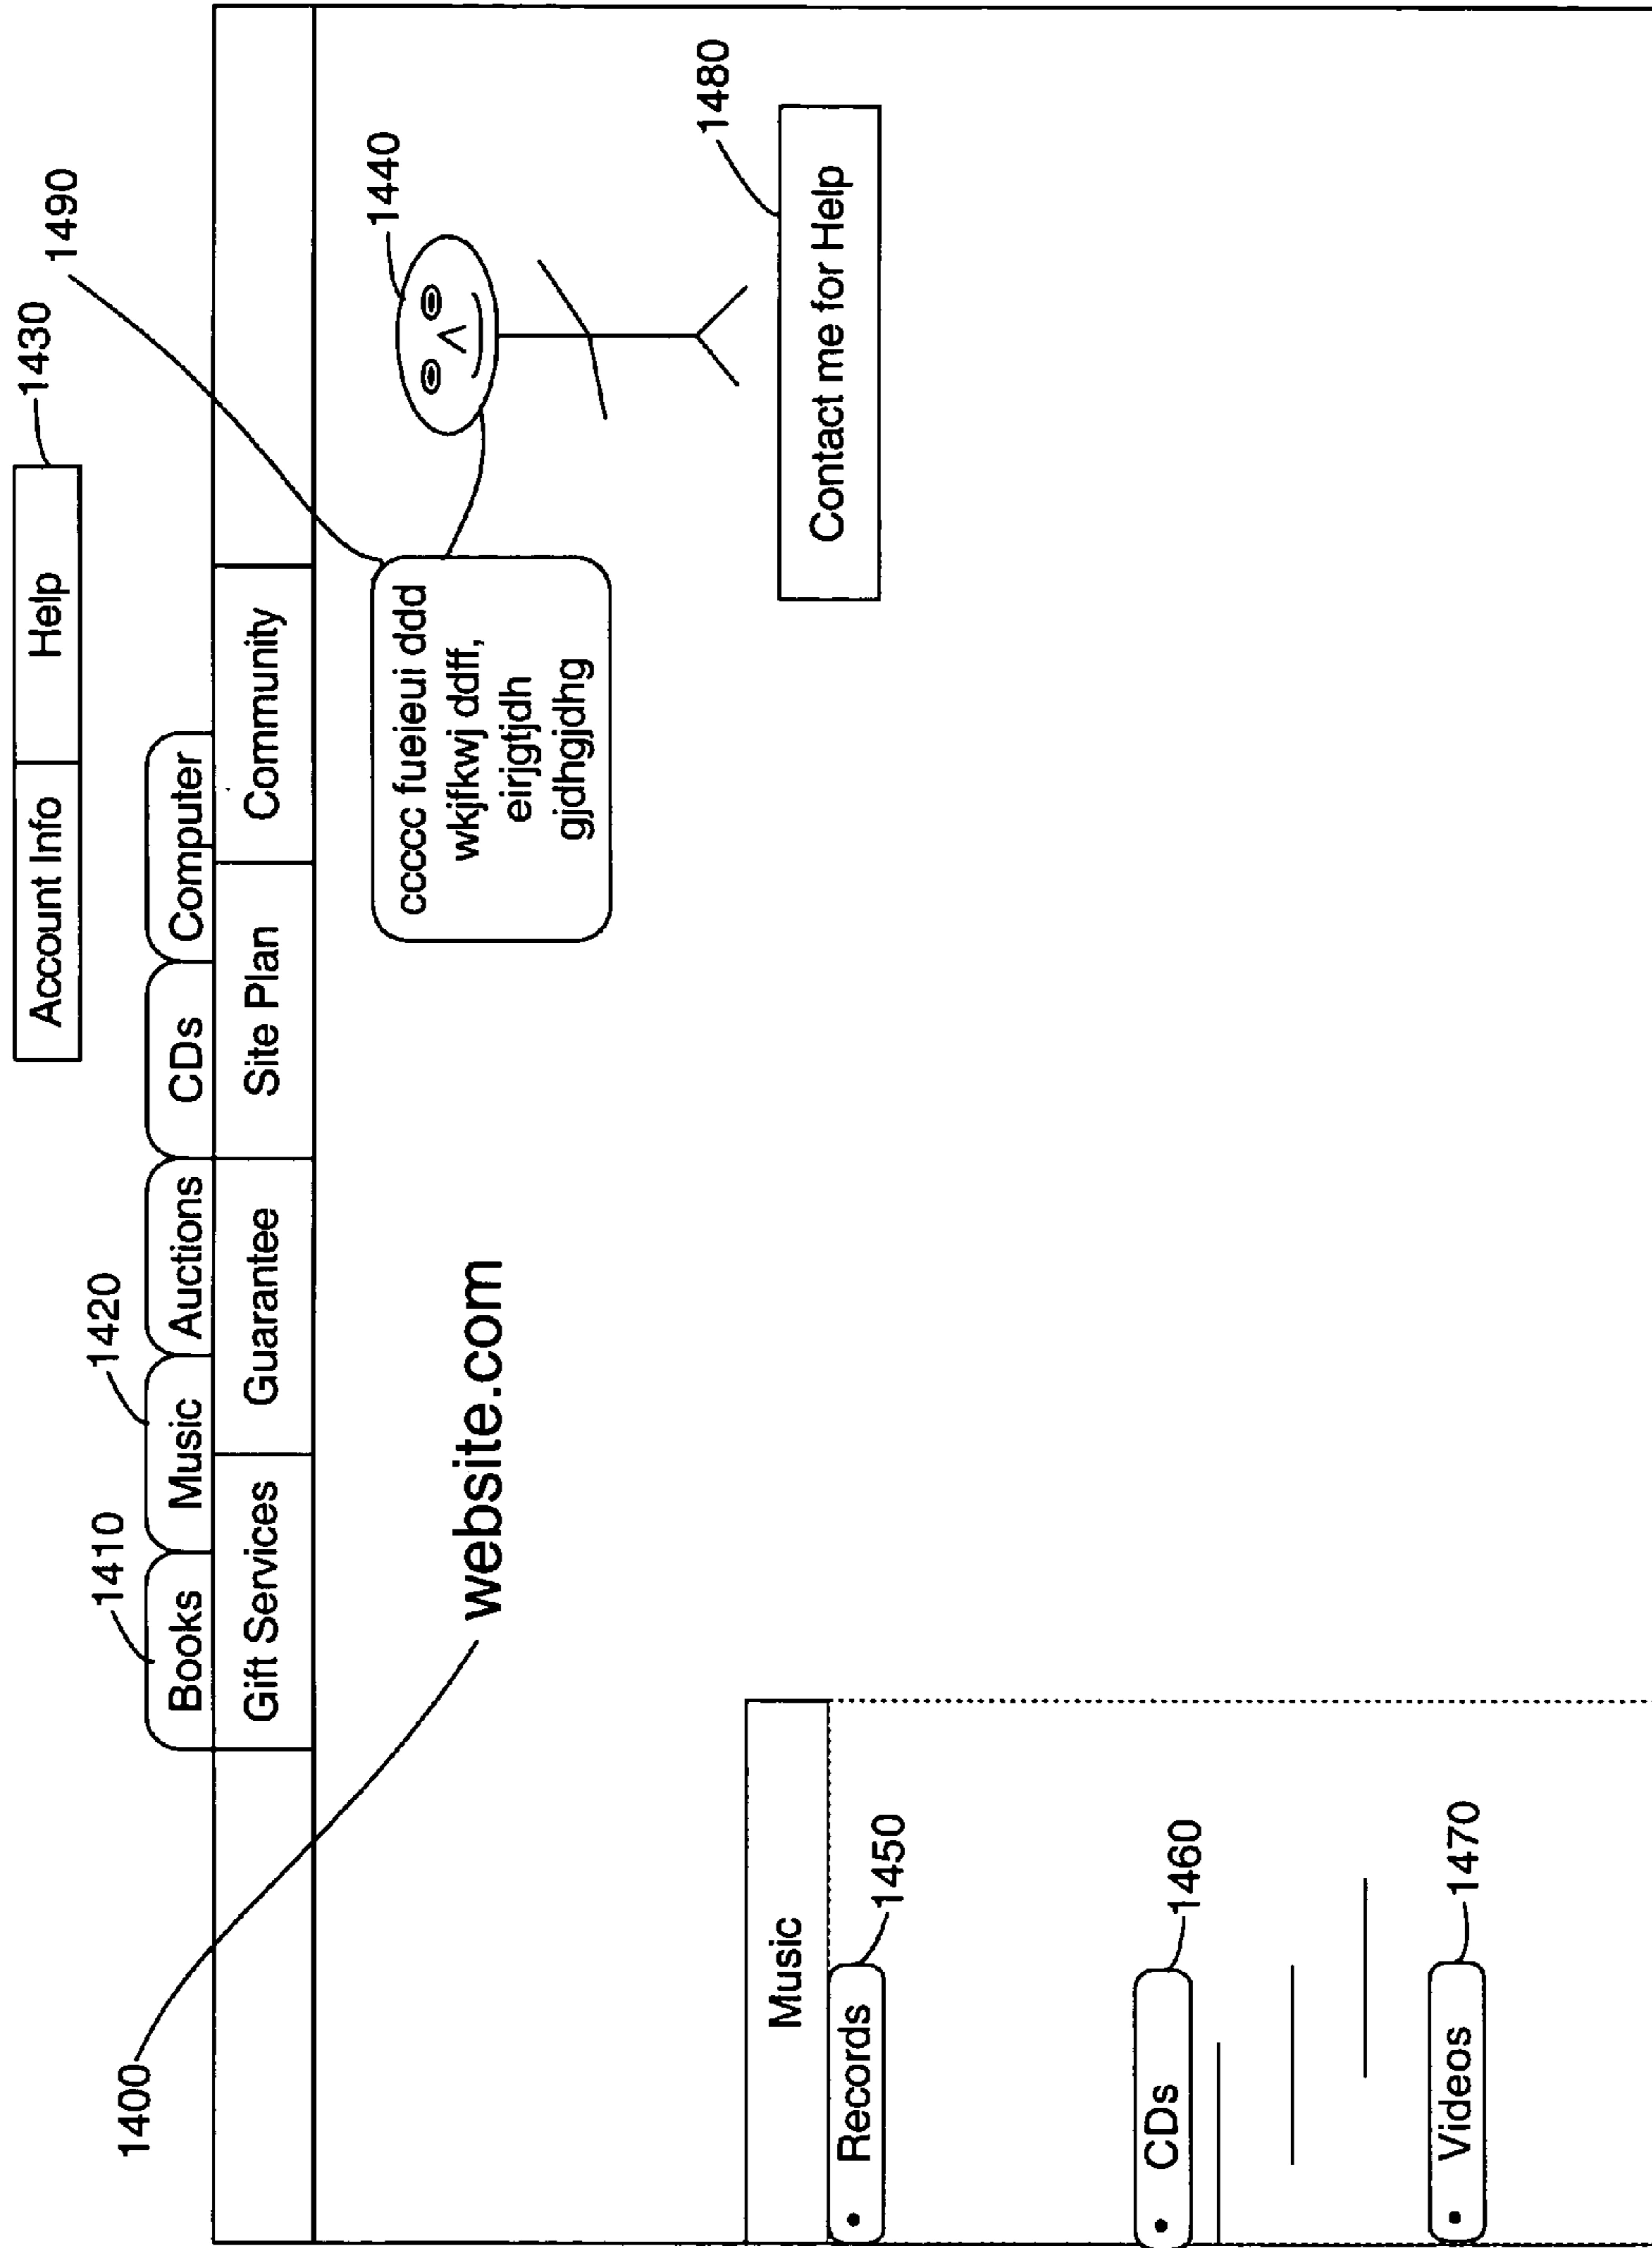 1490
1430
Account Info Help
1410
1420
1400
Books Music Auctions CDs Computer
Gift Services Guarantee Site Plan Community
1440
website.com
ccccc fueieui ddd
wkjfkwj ddff,
eirjgtjdh
gjdhgjdhg
1480
Contact me for Help
Music
• Records
1450
• CDs
1460
• Videos
1470